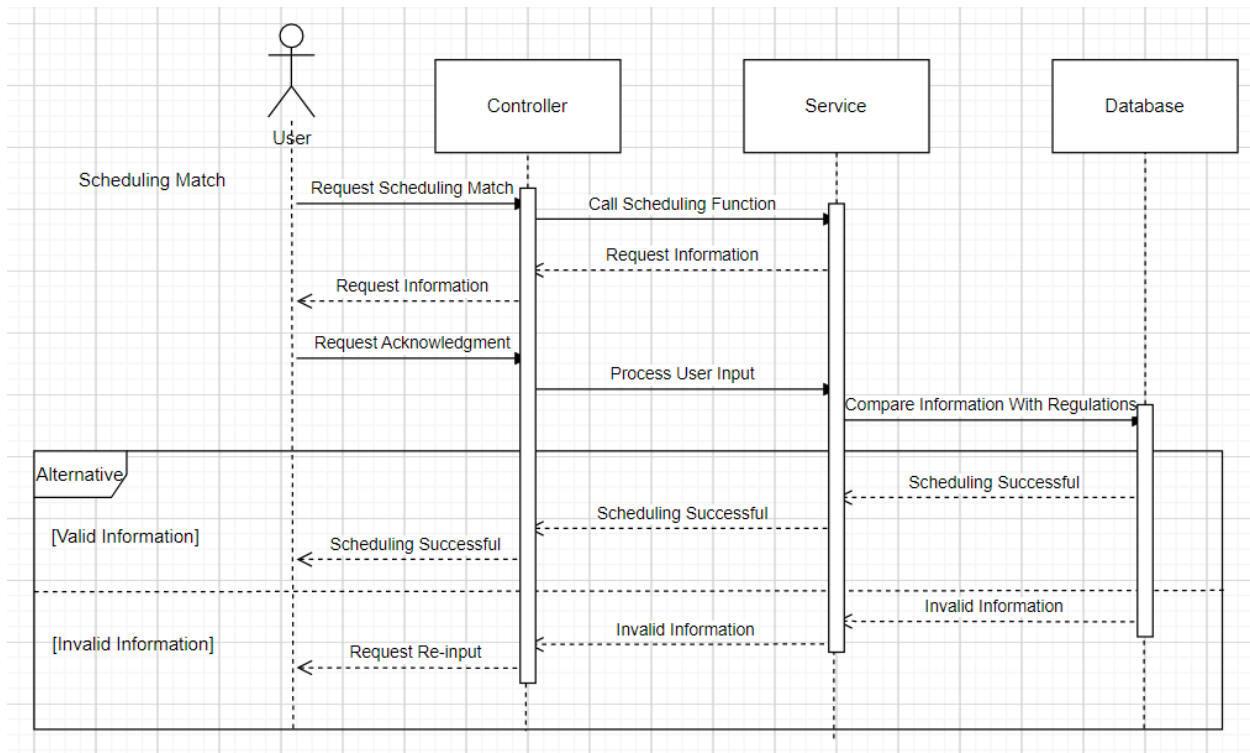 User
Controller
Service
Database
Scheduling Match
Request Scheduling Match
Call Scheduling Function
Request Information
Request Information
Request Acknowledgment
Process User Input
Compare Information With Regulations
Alternative
Scheduling Successful
Scheduling Successful
[Valid Information]
Scheduling Successful
Invalid Information
Invalid Information
[Invalid Information]
Request Re-input